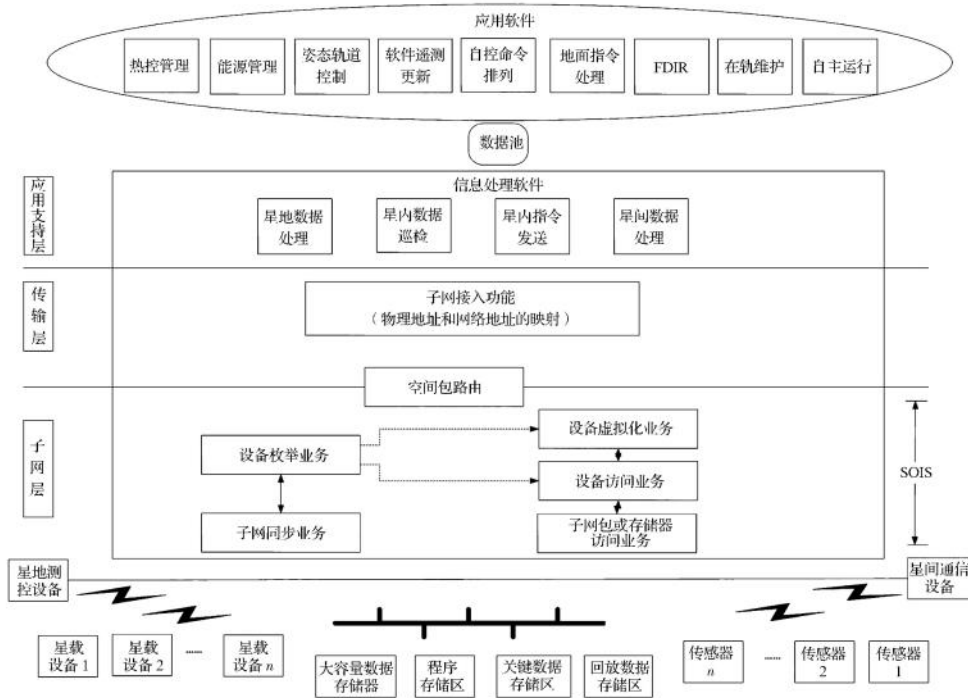 应用软件
热控管理
能源管理
姿态轨道
控制
软件遥测
更新
自控命令
排列
地面指令
处理
FDIR
在轨维护
自主运行
数据池
应用支持层
信息处理软件
星地数据
处理
星内数据
巡检
星内指令
发送
星间数据
处理
传输层
子网接入功能
（物理地址和网络地址的映射）
空间包路由
子网层
设备枚举业务
设备虚拟化业务
设备访问业务
子网同步业务
子网包或存储器
访问业务
SOIS
星地测
控设备
星间通信
设备
星载
设备 1
星载
设备 2
……
星载
设备 n
大容量数据
存储器
程序
存储区
关键数据
存储区
回放数据
存储区
传感器
n
……
传感器
2
传感器
1